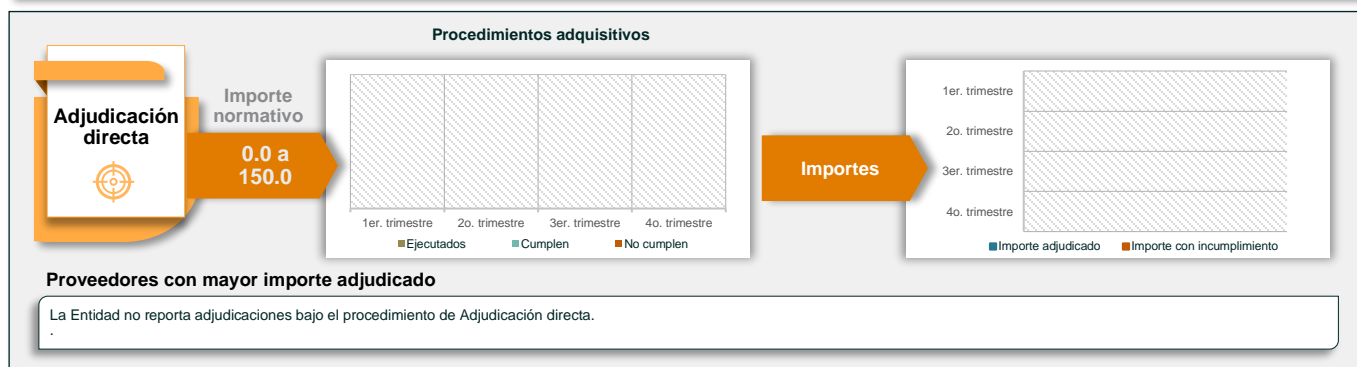 Procedimientos adquisitivos
Adjudicación
directa
Importe
normativo
0.0 a
150.0
1er. trimestre 2o. trimestre 3er. trimestre 4o. trimestre
Ejecutados Cumplen No cumplen
Importes
1er. trimestre
2o. trimestre
3er. trimestre
4o. trimestre
Importe adjudicado Importe con incumplimiento
Proveedores con mayor importe adjudicado
La Entidad no reporta adjudicaciones bajo el procedimiento de Adjudicación directa.
.